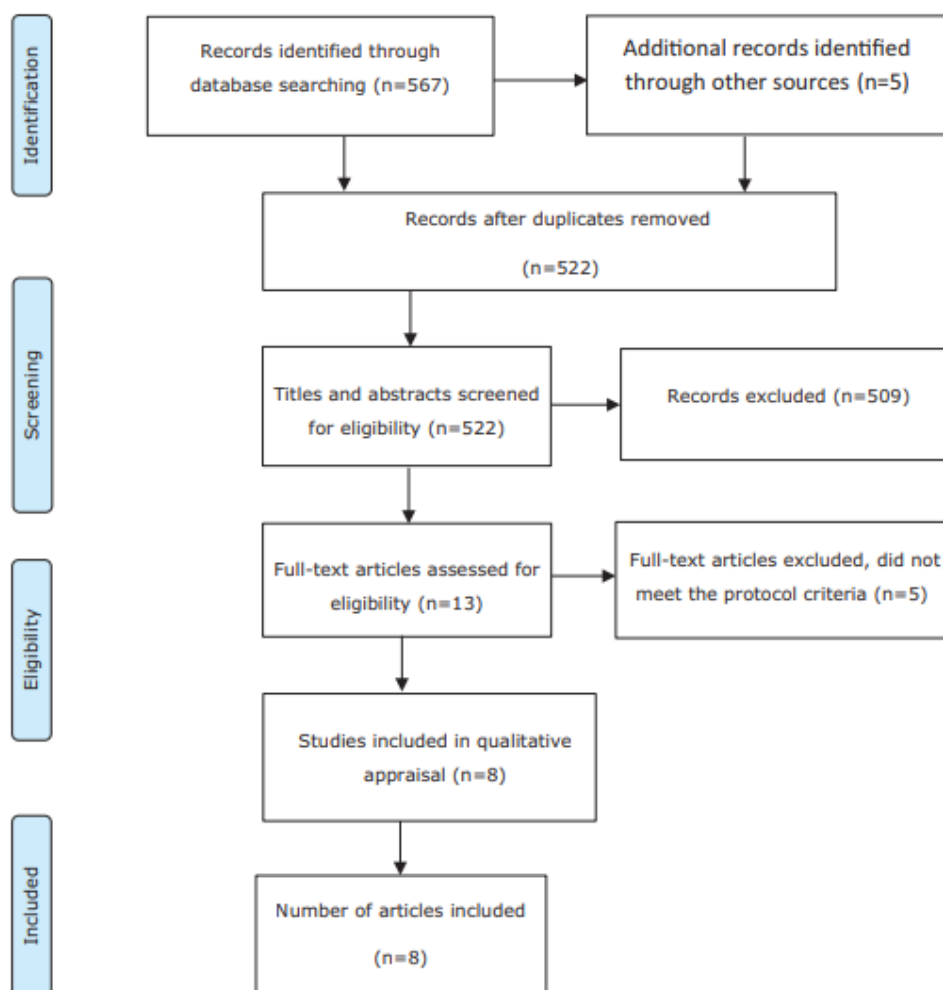 Identification
Records identified through
database searching (n=567)
Additional records identified
through other sources (n=5)
Records after duplicates removed
(n=522)
Screening
Titles and abstracts screened
for eligibility (n=522)
Records excluded (n=509)
Eligibility
Full-text articles assessed for
eligibility (n=13)
Full-text articles excluded, did not
meet the protocol criteria (n=5)
Studies included in qualitative
appraisal (n=8)
Included
Number of articles included
(n=8)